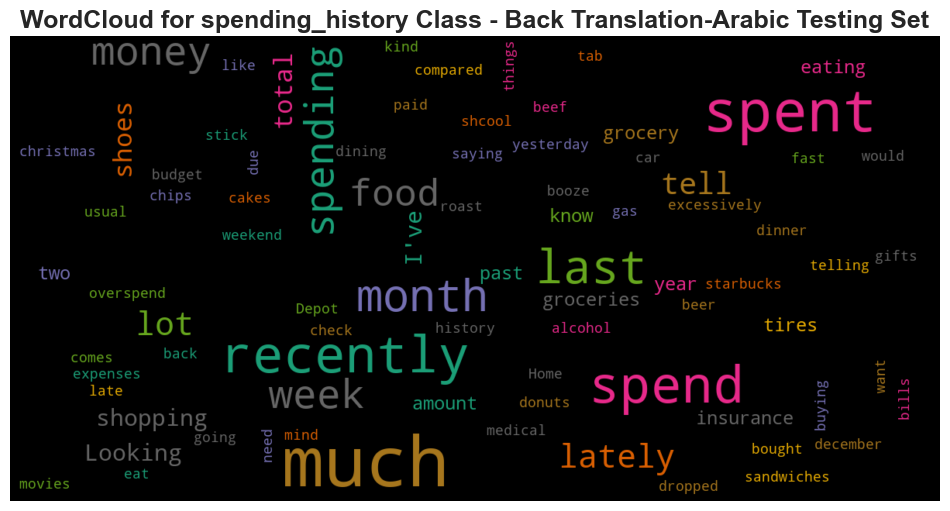 WordCloud for spending_history Class - Back Translation-Arabic Testing Set
money
like
total
spending
kind
compared
things
tab
eating
spent
shoes
stick
christmas
budget
due
chips
cakes
usual
weekend
dining
paid
shcool
beef
saying
yesterday
grocery
car
fast
would
food
roast
I've
booze
know
gas
tell
excessively
dinner
telling
gifts
two
overspend
lot
month
past
last
groceries
year
starbucks
beer
tires
Depot
check
history
alcohol
recently
comes
back
expenses
late
week
amount
Home
donuts
spend
insurance
buying
want
bills
shopping
Looking
going
need
mind
much
medical
lately
bought
december
sandwiches
dropped
eat
movies